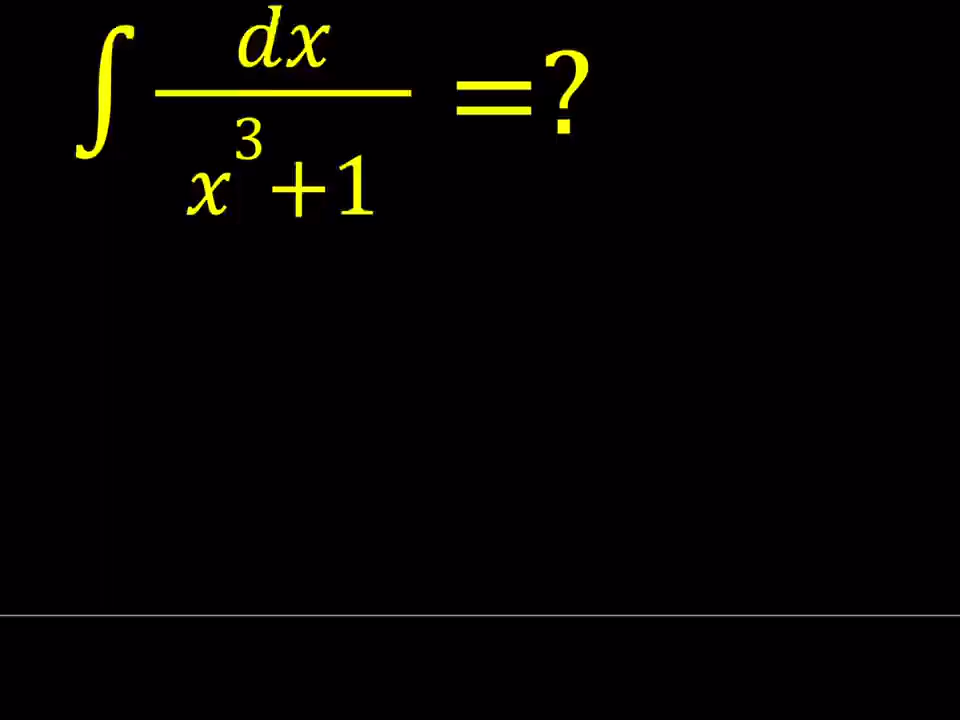 ∫ dx / (x³+1) =?